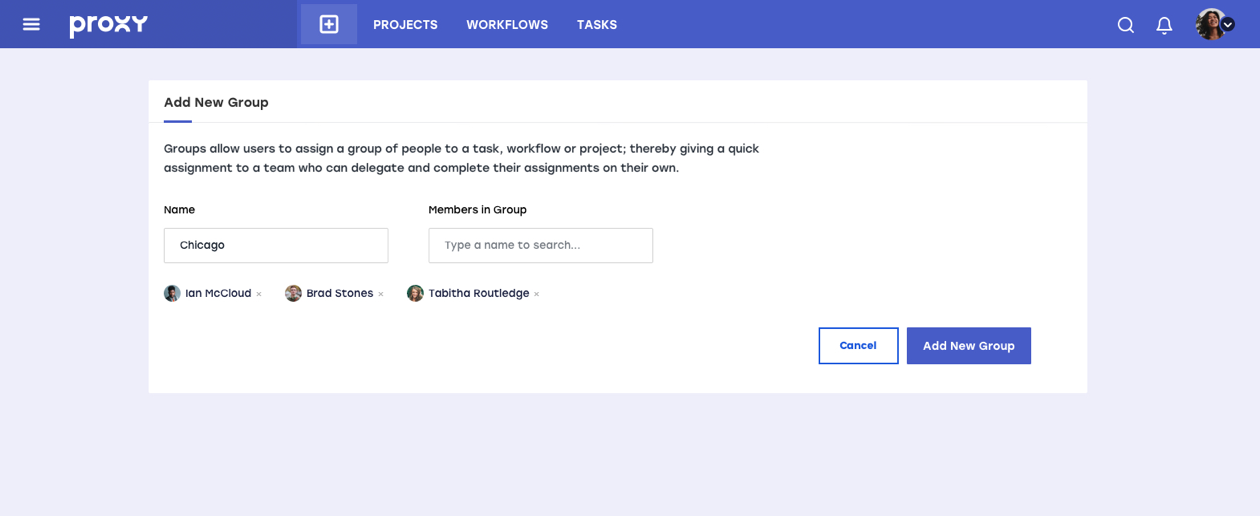 proxy
PROJECTS WORKFLOWS TASKS
Add New Group
Groups allow users to assign a group of people to a task, workflow or project; thereby giving a quick
assignment to a team who can delegate and complete their assignments on their own.
Name
Members in Group
Chicago
Type a name to search...
Ian McCloud × Brad Stones × Tabitha Routledge ×
Cancel
Add New Group